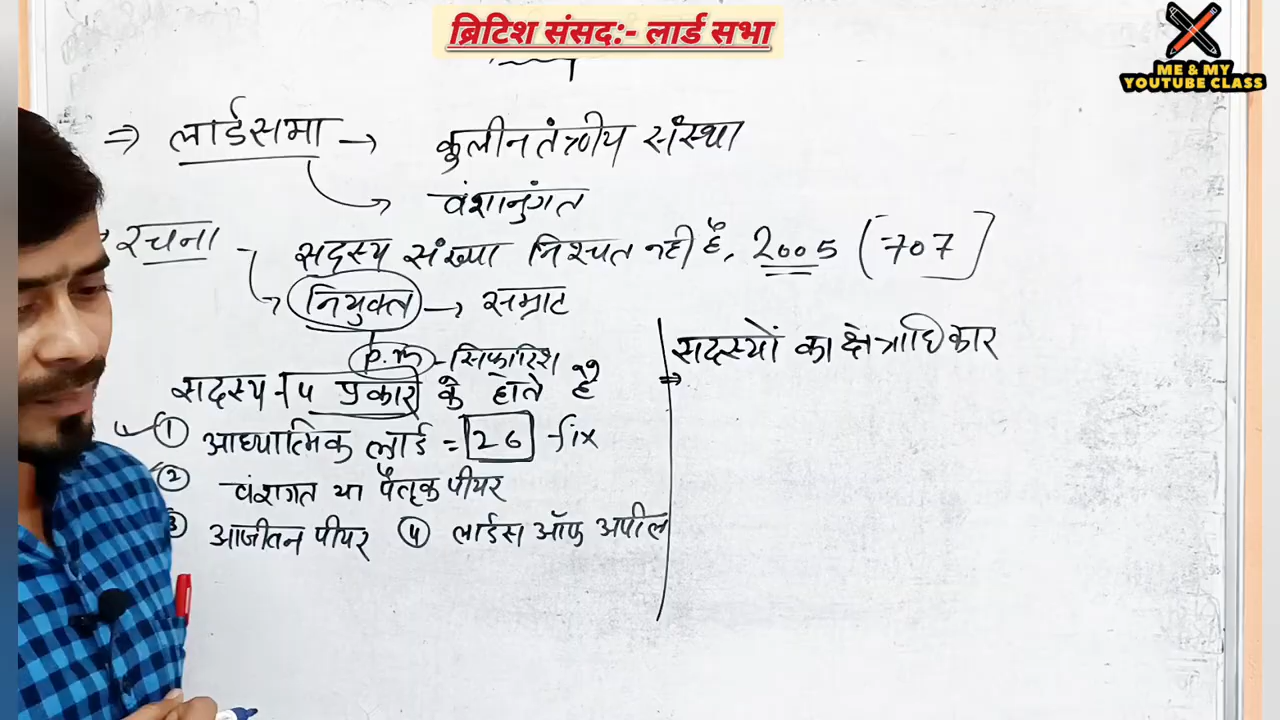 ब्रिटिश संसद:- लार्ड सभा
ME & MY
YOUTUBE CLASS
⇒ लार्डसभा → कुलीनतंत्रीय संस्था
→ वंशानुंगत
रचना - सदस्य संख्या निश्चत नही है, 2005 (707]
→ नियुक्त → सम्राट
P.m - सिफारिश
सदस्य - 4 प्रकार के होते है
① आध्यात्मिक लार्ड = 26 -fix
② वंशगत या पैतृक पीयर
③ आजीवन पीयर ④ लार्डस ऑफ अपील
सदस्यों का क्षेत्राधिकार
⇒